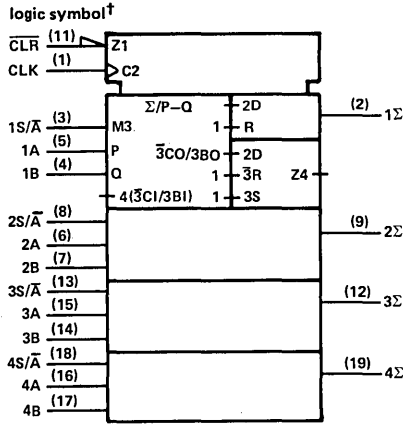 logic symbol†
CLR (11) Z1
CLK (1) C2
Σ/P–Q 2D (2) 1Σ
1S/A (3) M3 1 R
1A (5) P 3CO/3BO 2D
1B (4) Q 1 3R Z4
4(3CI/3BI) 1 3S
2S/A (8)
2A (6) (9) 2Σ
2B (7)
3S/A (13)
3A (15) (12) 3Σ
3B (14)
4S/A (18)
4A (16) (19) 4Σ
4B (17)